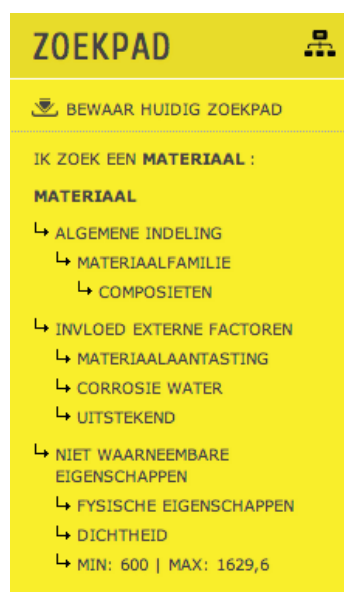 ZOEKPAD
BEWAAR HUIDIG ZOEKPAD
IK ZOEK EEN MATERIAAL :
MATERIAAL
ALGEMENE INDELING
MATERIAALFAMILIE
COMPOSIETEN
INVLOED EXTERNE FACTOREN
MATERIAALAANTASTING
CORROSIE WATER
UITSTEKEND
NIET WAARNEEMBARE
EIGENSCHAPPEN
FYSISCHE EIGENSCHAPPEN
DICHTHEID
MIN: 600 | MAX: 1629,6